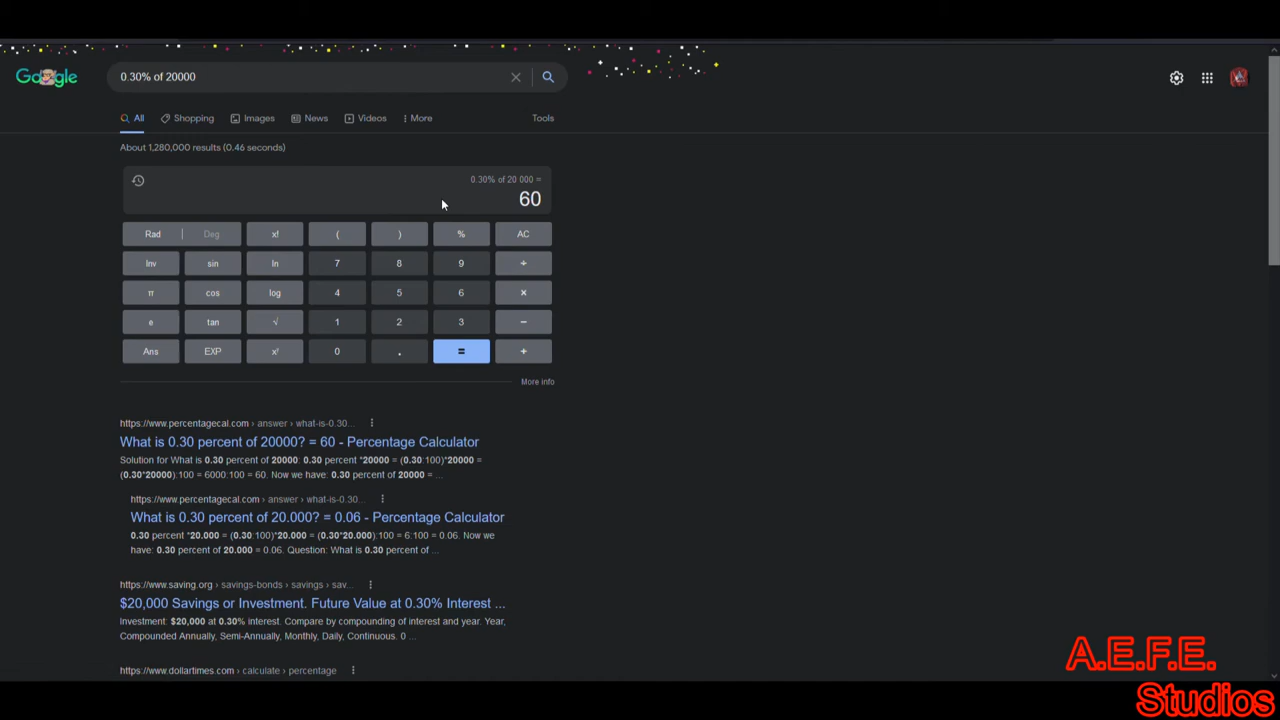 Google
0.30% of 20000
All
Shopping
Images
News
Videos
More
Tools
About 1,280,000 results (0.46 seconds)
0.30% of 20 000 =
60
Rad Deg x! ( ) % AC
Inv sin ln 7 8 9 ÷
π cos log 4 5 6 ×
e tan √ 1 2 3 −
Ans EXP xʸ 0 . = +
More info
https://www.percentagecal.com › answer › what-is-0.30...
What is 0.30 percent of 20000? = 60 - Percentage Calculator
Solution for What is 0.30 percent of 20000: 0.30 percent *20000 = (0.30:100)*20000 =
(0.30*20000):100 = 6000:100 = 60. Now we have: 0.30 percent of 20000 = ...
https://www.percentagecal.com › answer › what-is-0.30...
What is 0.30 percent of 20.000? = 0.06 - Percentage Calculator
0.30 percent *20.000 = (0.30:100)*20.000 = (0.30*20.000):100 = 6:100 = 0.06. Now we
have: 0.30 percent of 20.000 = 0.06. Question: What is 0.30 percent of ...
https://www.saving.org › savings-bonds › savings › sav...
$20,000 Savings or Investment. Future Value at 0.30% Interest ...
Investment: $20,000 at 0.30% interest. Compare by compounding of interest and year. Year,
Compounded Annually, Semi-Annually, Monthly, Daily, Continuous. 0 ...
https://www.dollartimes.com › calculate › percentage
A.E.F.E.
Studios